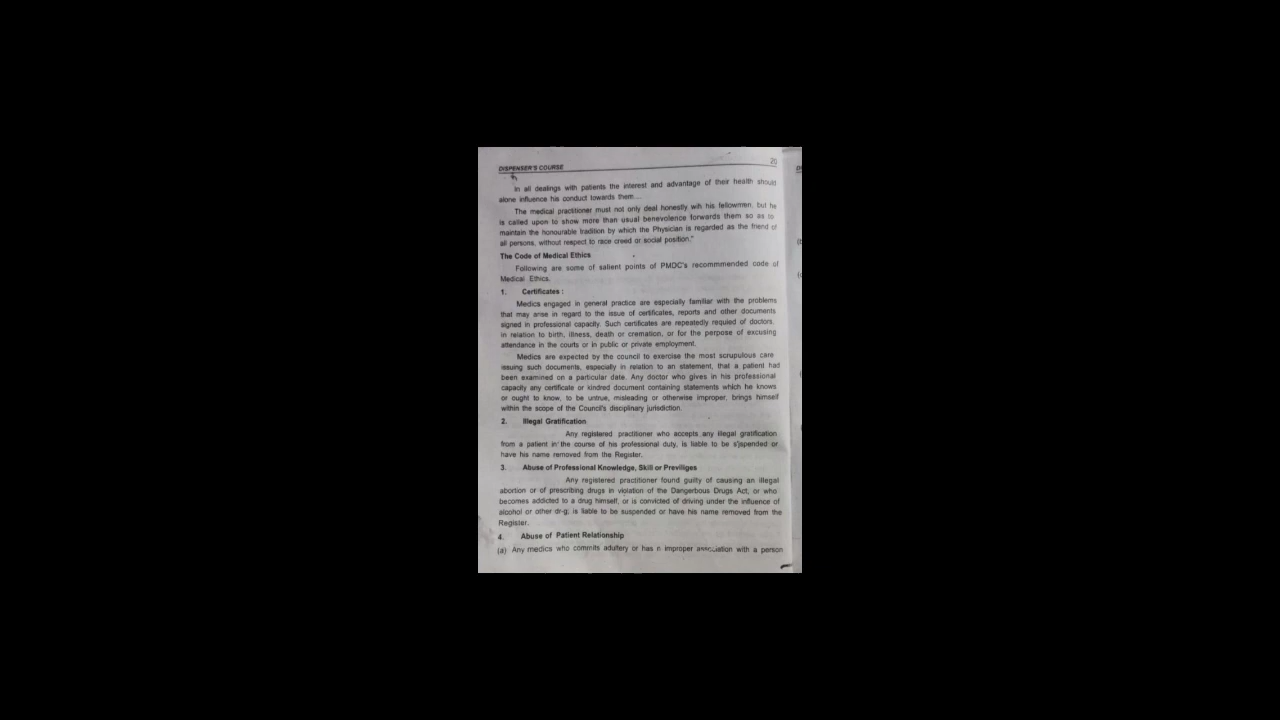 DISPENSER'S COURSE 20
in all dealings with patients the interest and advantage of their health should
alone influence his conduct towards them....
The medical practitioner must not only deal honestly with his fellowmen, but he
is called upon to show more than usual benevolence forwards them so as to
maintain the honourable tradition by which the Physician is regarded as the friend of
all persons, without respect to race creed or social position."
The Code of Medical Ethics
Following are some of salient points of PMDC's recommmended code of
Medical Ethics.
1. Certificates :
Medics engaged in general practice are especially familiar with the problems
that may arise in regard to the issue of certificates, reports and other documents
signed in professional capacity. Such certificates are repeatedly requied of doctors,
in relation to birth, illness, death or cremation, or for the perpose of excusing
attendance in the courts or in public or private employment.
Medics are expected by the council to exercise the most scrupulous care
issuing such documents, especially in relation to an statement, that a patient had
been examined on a particular date. Any doctor who gives in his professional
capacity any certificate or kindred document containing statements which he knows
or ought to know, to be untrue, misleading or otherwise improper, brings himself
within the scope of the Council's disciplinary jurisdiction.
2. Illegal Gratification
Any registered practitioner who accepts any illegal gratification
from a patient in the course of his professional duty, is liable to be suspended or
have his name removed from the Register.
3. Abuse of Professional Knowledge, Skill or Previliges
Any registered practitioner found guilty of causing an illegal
abortion or of prescribing drugs in violation of the Dangerbous Drugs Act, or who
becomes addicted to a drug himself, or is convicted of driving under the influence of
alcohol or other is liable to be suspended or have his name removed from the
Register.
4. Abuse of Patient Relationship
(a) Any medics who commits adultery or has improper association with a person